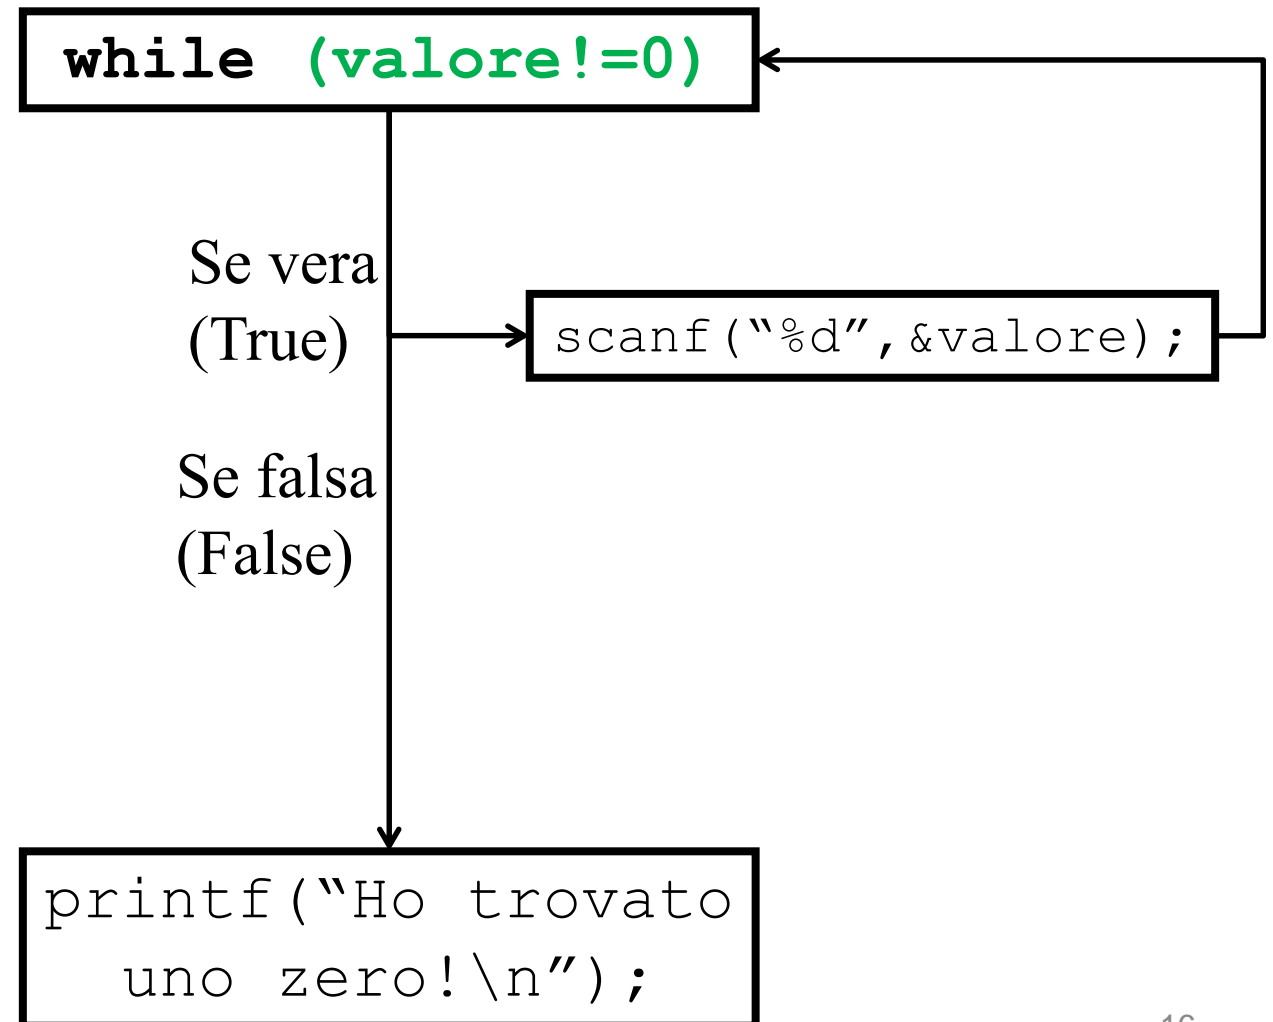 while (valore!=0)
Se vera
(True)
scanf(“%d”,&valore);
Se falsa
(False)
printf(“Ho trovato
uno zero!\n”);